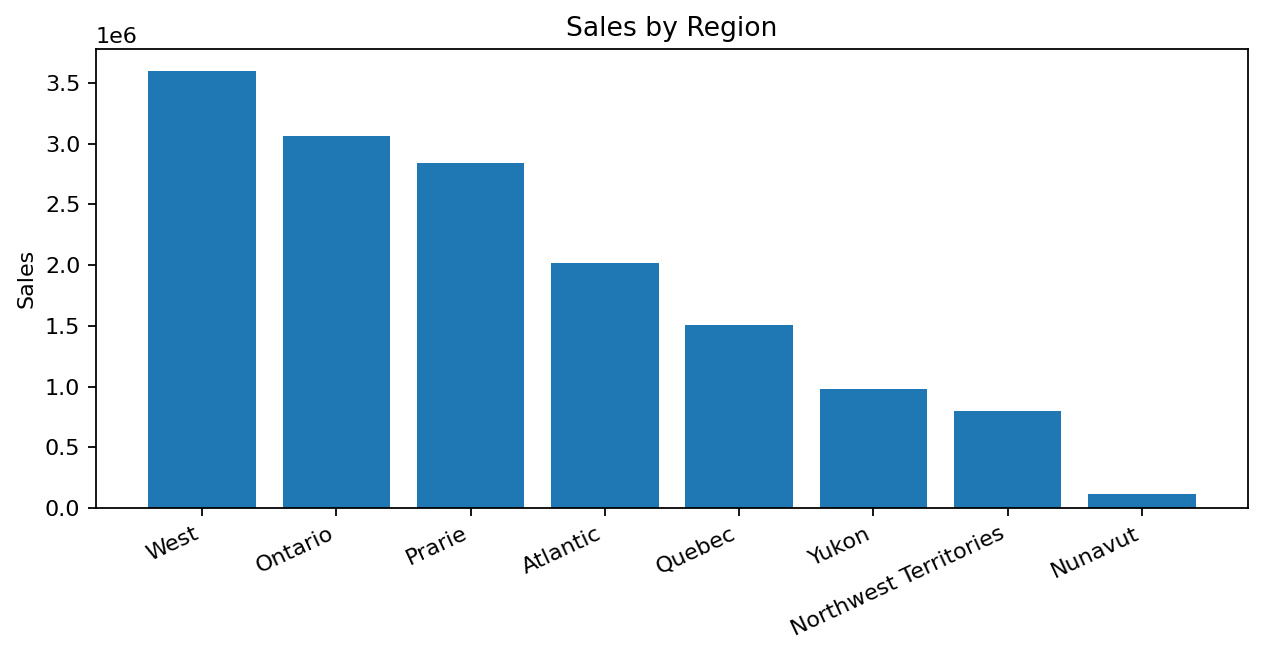 Sales by Region
1e6
3.5
3.0
2.5
2.0
1.5
1.0
0.5
0.0
Sales
West
Ontario
Prarie
Atlantic
Quebec
Yukon
Northwest Territories
Nunavut